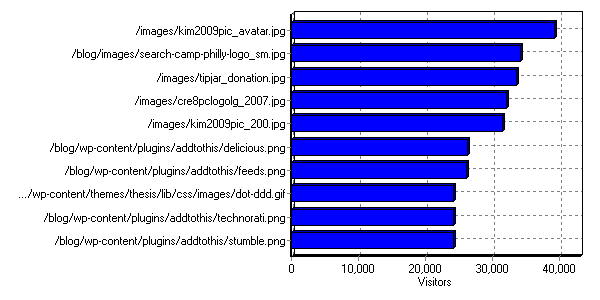 /images/kim2009pic_avatar.jpg
/blog/images/search-camp-philly-logo_sm.jpg
/images/tipjar_donation.jpg
/images/cre8pclogolg_2007.jpg
/images/kim2009pic_200.jpg
/blog/wp-content/plugins/addtothis/delicious.png
/blog/wp-content/plugins/addtothis/feeds.png
.../wp-content/themes/thesis/lib/css/images/dot-ddd.gif
/blog/wp-content/plugins/addtothis/technorati.png
/blog/wp-content/plugins/addtothis/stumble.png
0 10,000 20,000 30,000 40,000
Visitors